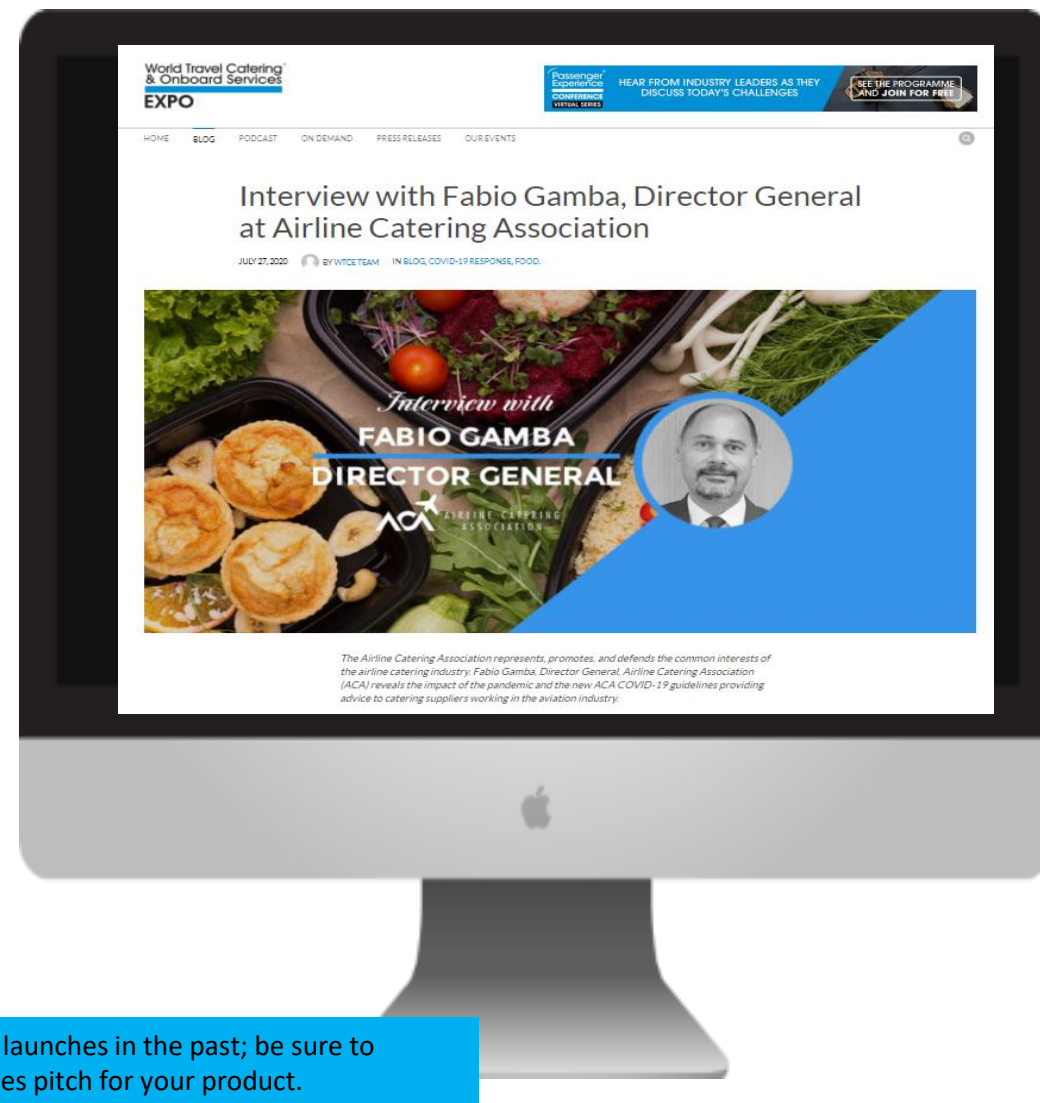 World Travel Catering
& Onboard Services
EXPO
Passenger
Experience
CONFERENCE
VIRTUAL SERIES
HEAR FROM INDUSTRY LEADERS AS THEY
DISCUSS TODAY'S CHALLENGES
SEE THE PROGRAMME
AND JOIN FOR FREE
HOME BLOG PODCAST ON DEMAND PRESS RELEASES OUR EVENTS
Interview with Fabio Gamba, Director General
at Airline Catering Association
JULY 27, 2020 BY WTCE TEAM IN BLOG, COVID-19 RESPONSE, FOOD.
Interview with
FABIO GAMBA
DIRECTOR GENERAL
ACA AIRLINE CATERING
ASSOCIATION
The Airline Catering Association represents, promotes, and defends the common interests of
the airline catering industry. Fabio Gamba, Director General, Airline Catering Association
(ACA) reveals the impact of the pandemic and the new ACA COVID-19 guidelines providing
advice to catering suppliers working in the aviation industry.
launches in the past; be sure to
es pitch for your product.